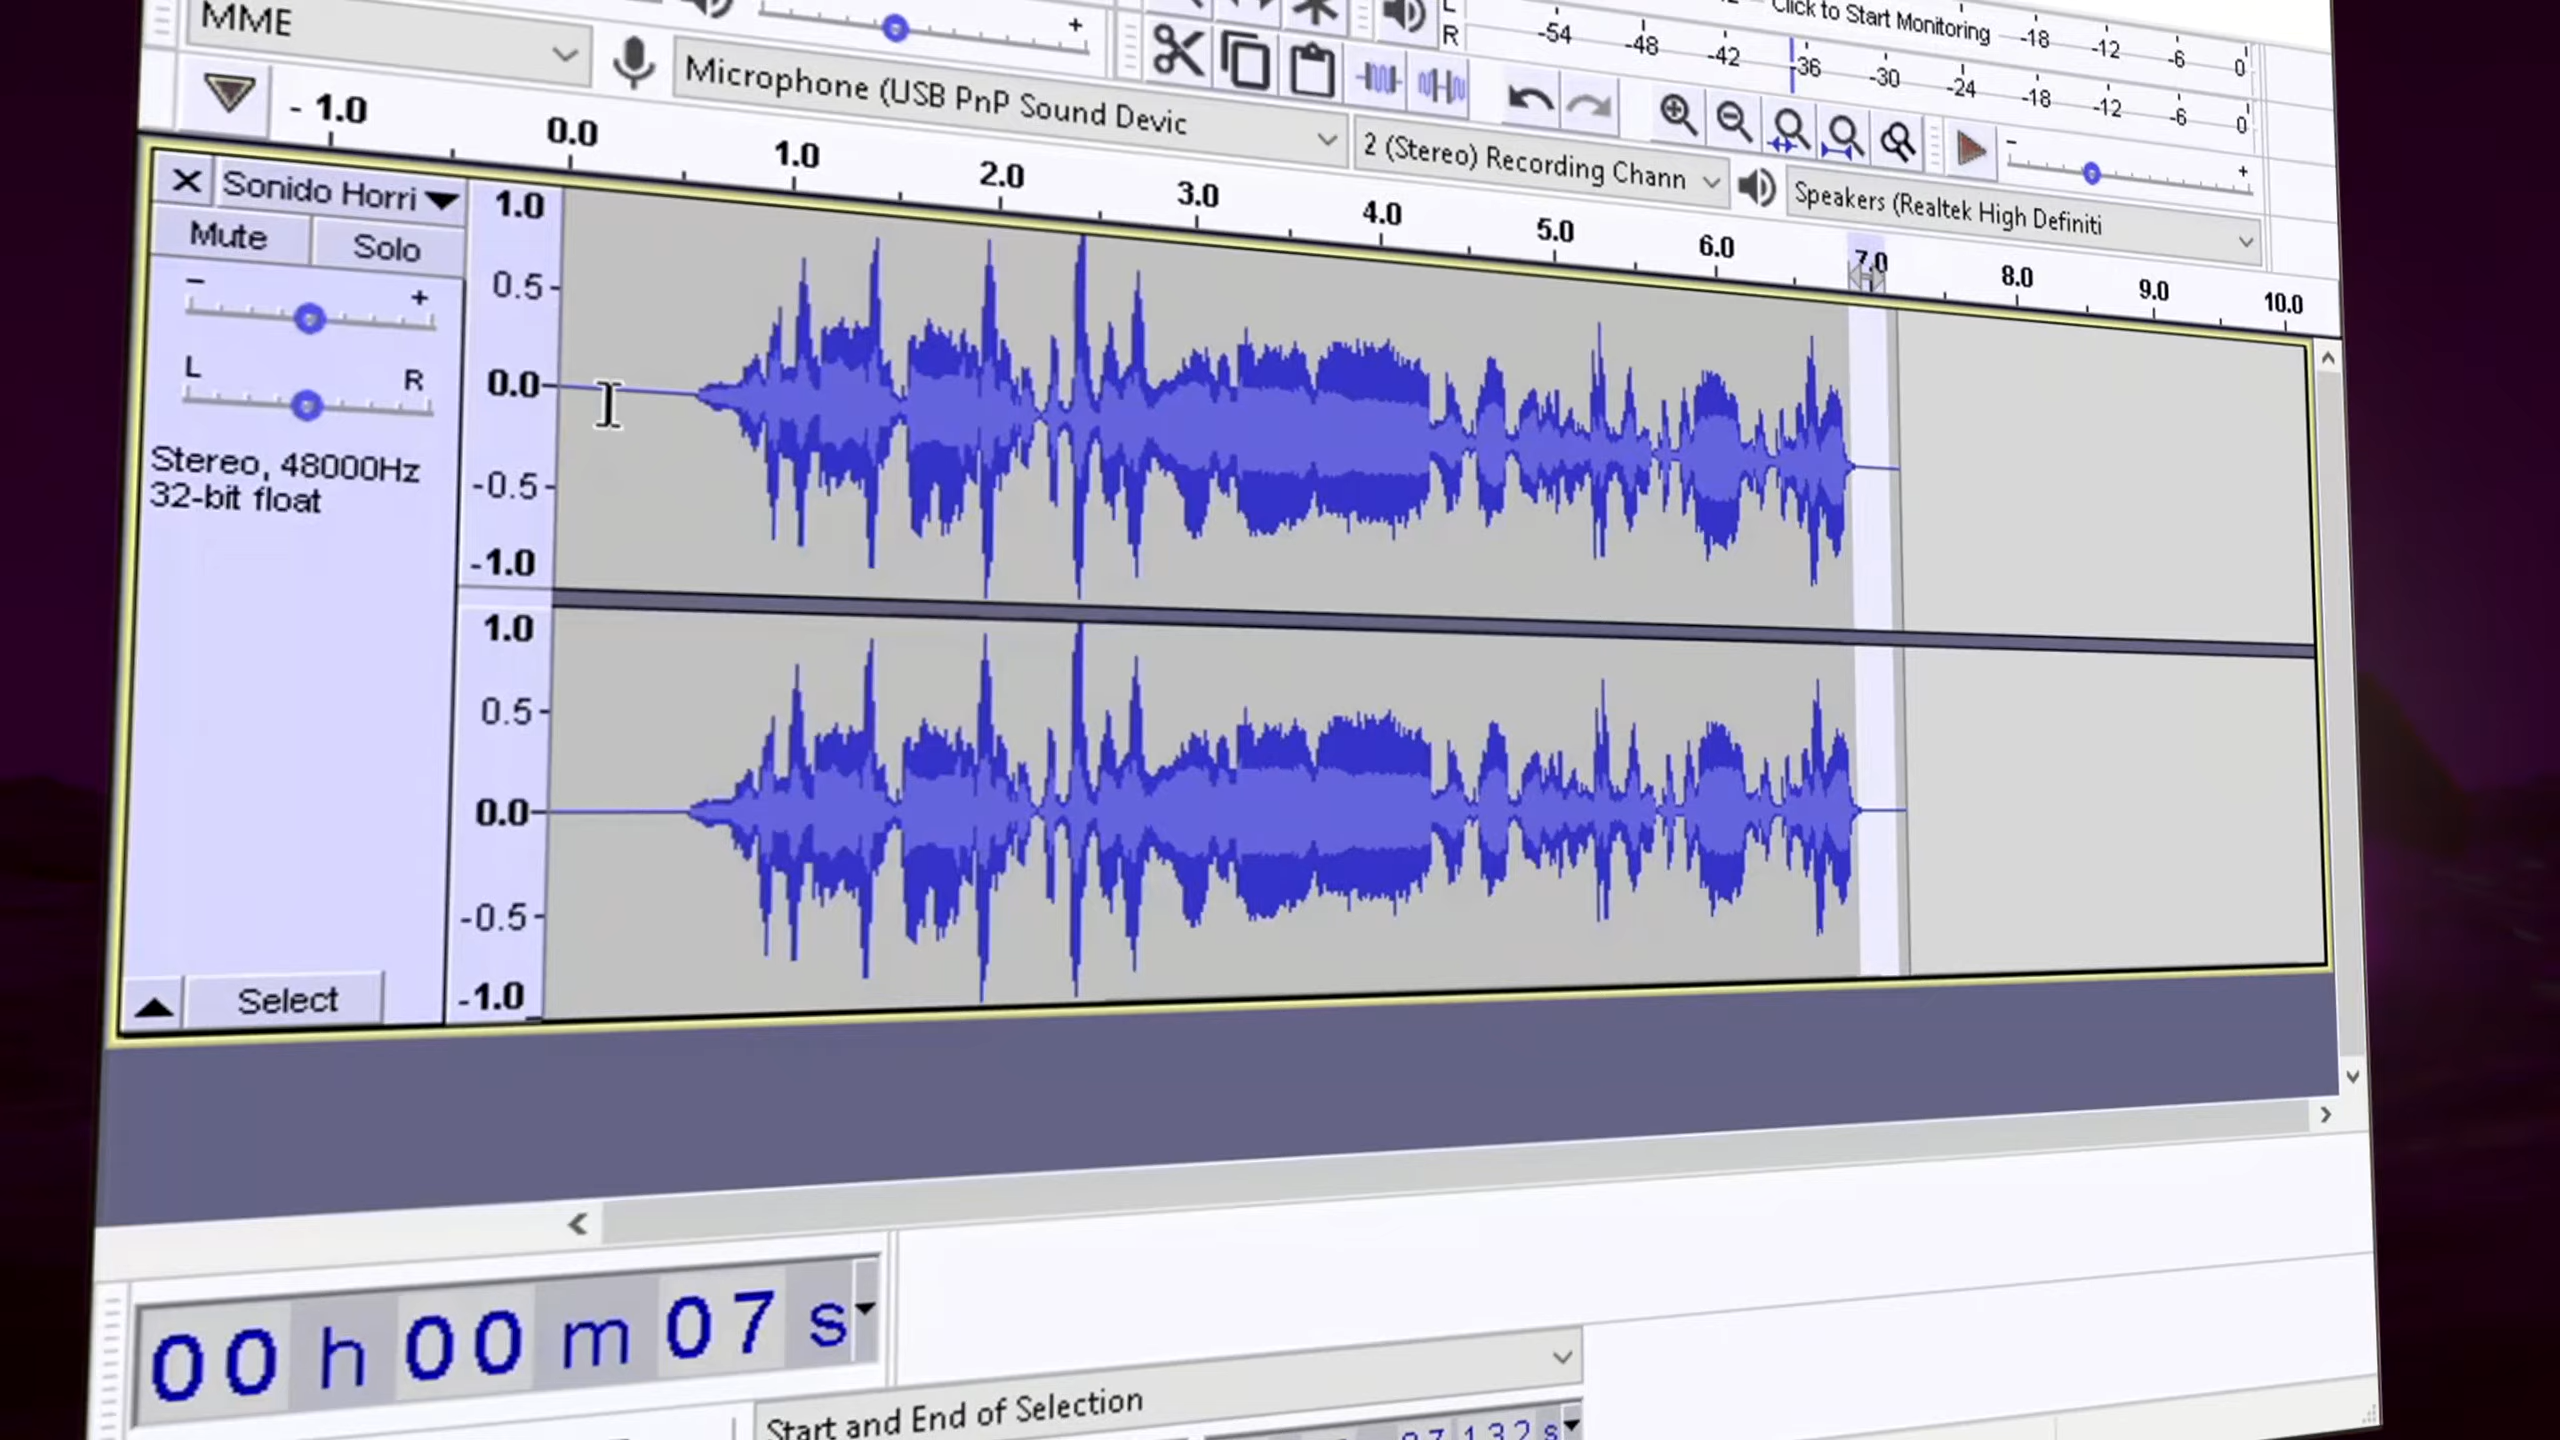 Click to Start Monitoring -18 -12 -6 0
MME
L
R -54 -48 -42 -36 -30 -24 -18 -12 -6 0
Microphone (USB PnP Sound Devic
2 (Stereo) Recording Chann
Speakers (Realtek High Definiti
- 1.0 0.0 1.0 2.0 3.0 4.0 5.0 6.0 7.0 8.0 9.0 10.0
Sonido Horri
Mute Solo
- +
L R
Stereo, 48000Hz
32-bit float
Select
1.0
0.5
0.0
-0.5
-1.0
1.0
0.5
0.0
-0.5
-1.0
00 h 00 m 07 s
Start and End of Selection